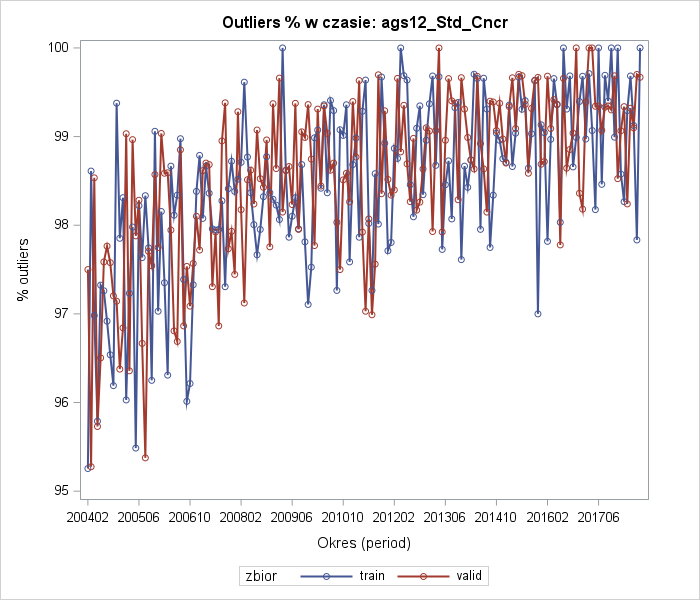 Outliers % w czasie: ags12_Std_Cncr
% outliers
100
99
98
97
96
95
200402 200506 200610 200802 200906 201010 201202 201306 201410 201602 201706
Okres (period)
zbior train valid